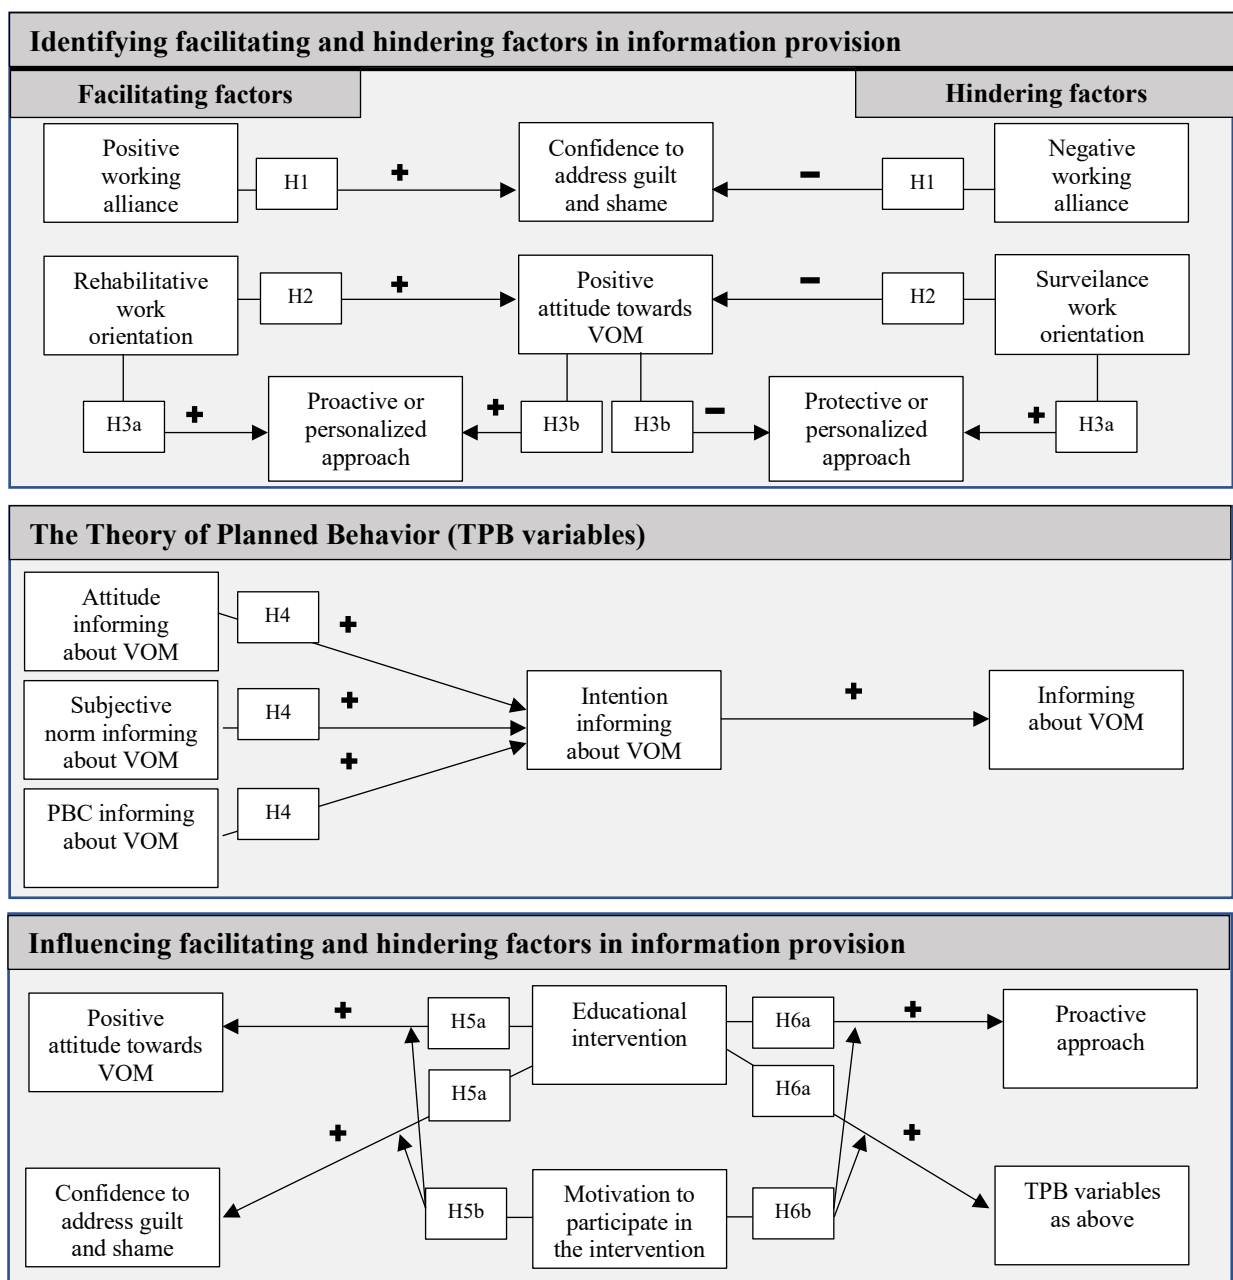 Identifying facilitating and hindering factors in information provision
Facilitating factors
Hindering factors
Positive
working
alliance
H1
+
Confidence to
address guilt
and shame
−
H1
Negative
working
alliance
Rehabilitative
work
orientation
H2
+
Positive
attitude towards
VOM
−
H2
Surveilance
work
orientation
H3a
+
Proactive or
personalized
approach
+
H3b
H3b
−
Protective or
personalized
approach
+
H3a
The Theory of Planned Behavior (TPB variables)
Attitude
informing
about VOM
H4
+
Subjective
norm informing
about VOM
H4
+
PBC informing
about VOM
H4
+
Intention
informing
about VOM
+
Informing
about VOM
Influencing facilitating and hindering factors in information provision
Positive
attitude towards
VOM
+
H5a
Educational
intervention
H6a
+
Proactive
approach
H5a
H6a
+
+
Confidence to
address guilt
and shame
H5b
Motivation to
participate in
the intervention
H6b
TPB variables
as above